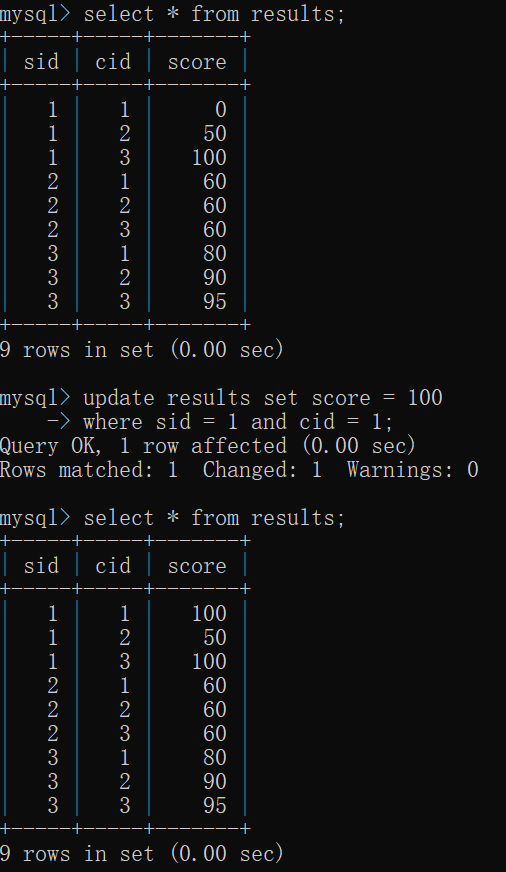 mysql> select * from results;
+-----+-----+-------+
| sid | cid | score |
+-----+-----+-------+
|   1 |   1 |     0 |
|   1 |   2 |    50 |
|   1 |   3 |   100 |
|   2 |   1 |    60 |
|   2 |   2 |    60 |
|   2 |   3 |    60 |
|   3 |   1 |    80 |
|   3 |   2 |    90 |
|   3 |   3 |    95 |
+-----+-----+-------+
9 rows in set (0.00 sec)

mysql> update results set score = 100
    -> where sid = 1 and cid = 1;
Query OK, 1 row affected (0.00 sec)
Rows matched: 1  Changed: 1  Warnings: 0

mysql> select * from results;
+-----+-----+-------+
| sid | cid | score |
+-----+-----+-------+
|   1 |   1 |   100 |
|   1 |   2 |    50 |
|   1 |   3 |   100 |
|   2 |   1 |    60 |
|   2 |   2 |    60 |
|   2 |   3 |    60 |
|   3 |   1 |    80 |
|   3 |   2 |    90 |
|   3 |   3 |    95 |
+-----+-----+-------+
9 rows in set (0.00 sec)